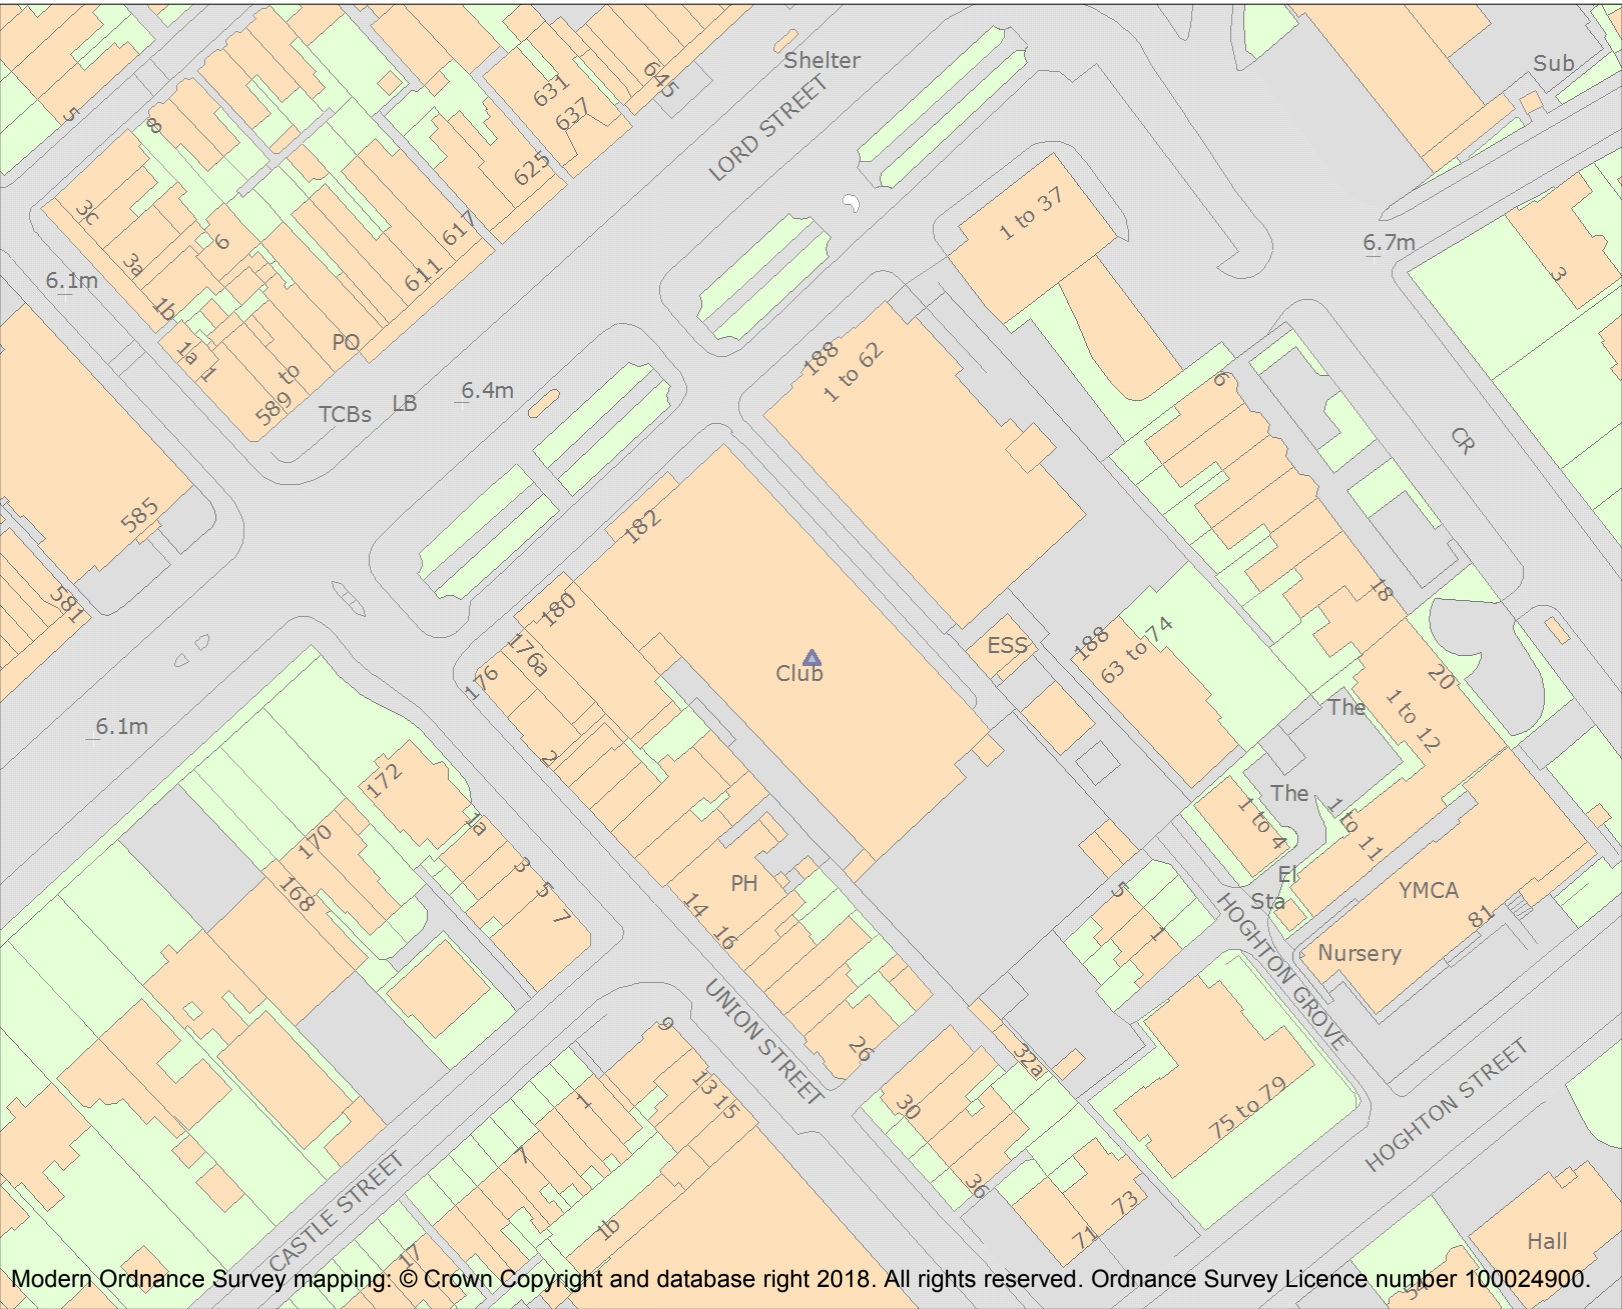 Shelter
Sub
645
631
637
LORD STREET
5
8
625
1 to 37
3c
6
617
6.7m
3a
611
3
6.1m
1b
PO
188
1 to 62
1a
1
to
589
TCBs
LB
6.4m
6
CR
585
182
581
180
18
176a
ESS
188
63 to 74
176
Club
20
The
1 to 12
6.1m
2
172
The
1a
1 to 4
1 to 11
170
3
5
7
168
PH
El
Sta
YMCA
14
16
5
1
81
HOGHTON GROVE
Nursery
UNION STREET
9
26
32a
13
15
1
30
75 to 79
HOGHTON STREET
7
36
CASTLE STREET
73
71
1b
17
Hall
54
Modern Ordnance Survey mapping: © Crown Copyright and database right 2018. All rights reserved. Ordnance Survey Licence number 100024900.